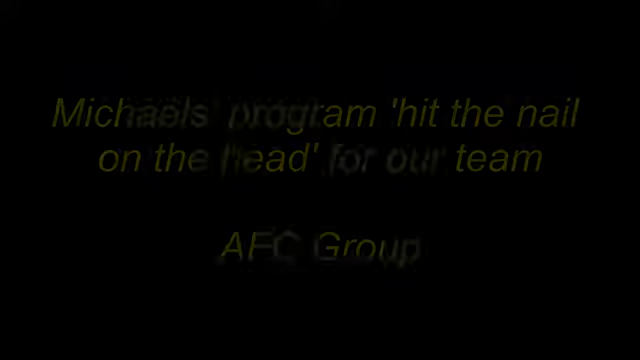 Michaels' program 'hit the nail
on the head' for our team
AFC Group